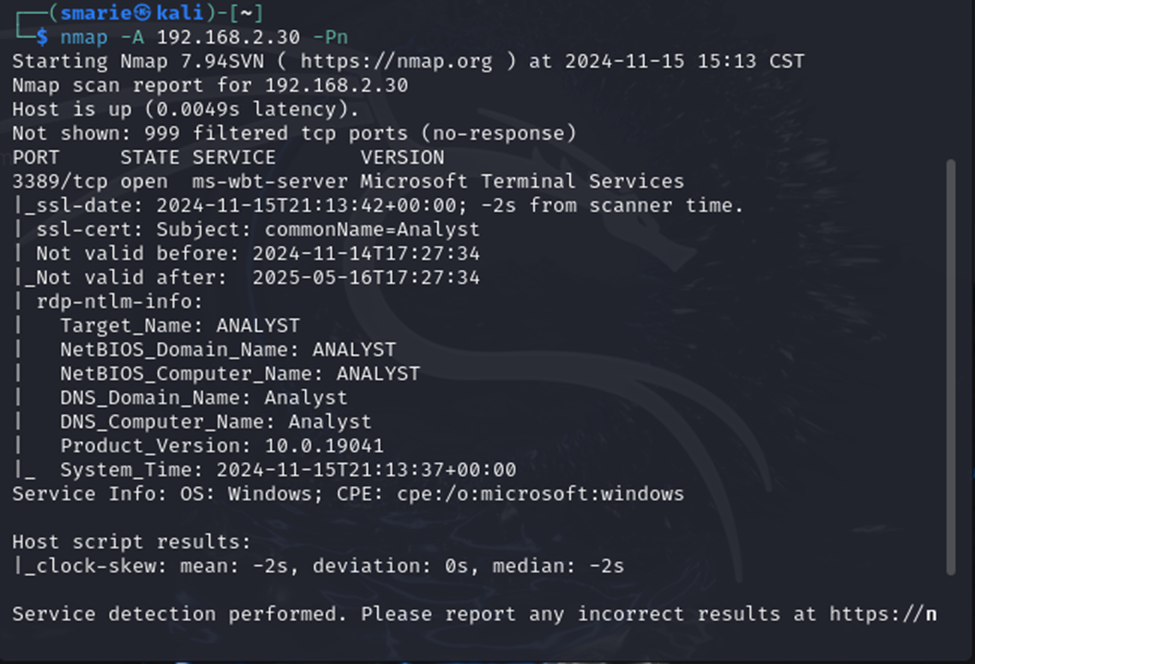 ┌──(smarie㉿kali)-[~]
└─$ nmap -A 192.168.2.30 -Pn
Starting Nmap 7.94SVN ( https://nmap.org ) at 2024-11-15 15:13 CST
Nmap scan report for 192.168.2.30
Host is up (0.0049s latency).
Not shown: 999 filtered tcp ports (no-response)
PORT     STATE SERVICE       VERSION
3389/tcp open  ms-wbt-server Microsoft Terminal Services
|_ssl-date: 2024-11-15T21:13:42+00:00; -2s from scanner time.
| ssl-cert: Subject: commonName=Analyst
| Not valid before: 2024-11-14T17:27:34
|_Not valid after:  2025-05-16T17:27:34
| rdp-ntlm-info:
|   Target_Name: ANALYST
|   NetBIOS_Domain_Name: ANALYST
|   NetBIOS_Computer_Name: ANALYST
|   DNS_Domain_Name: Analyst
|   DNS_Computer_Name: Analyst
|   Product_Version: 10.0.19041
|_  System_Time: 2024-11-15T21:13:37+00:00
Service Info: OS: Windows; CPE: cpe:/o:microsoft:windows

Host script results:
|_clock-skew: mean: -2s, deviation: 0s, median: -2s

Service detection performed. Please report any incorrect results at https://n